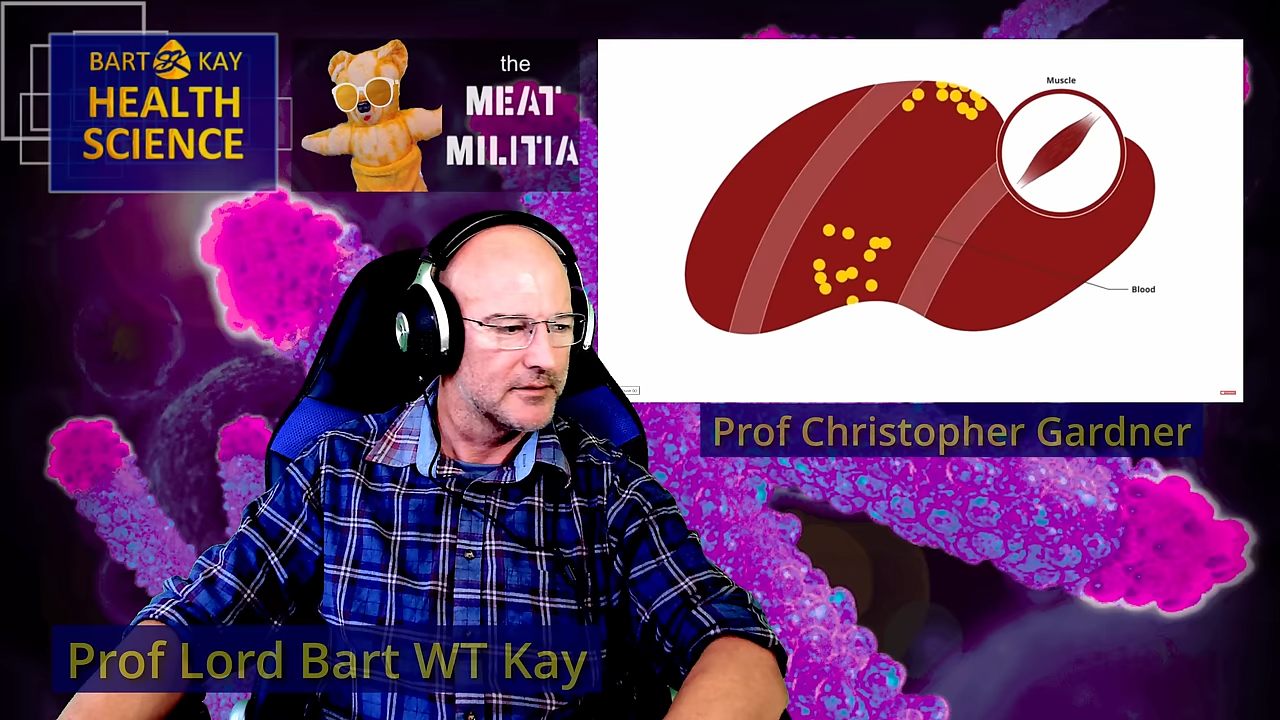 BART KAY
HEALTH
SCIENCE
the
MEAT
MILITIA
Muscle
Blood
Prof Christopher Gardner
Prof Lord Bart WT Kay